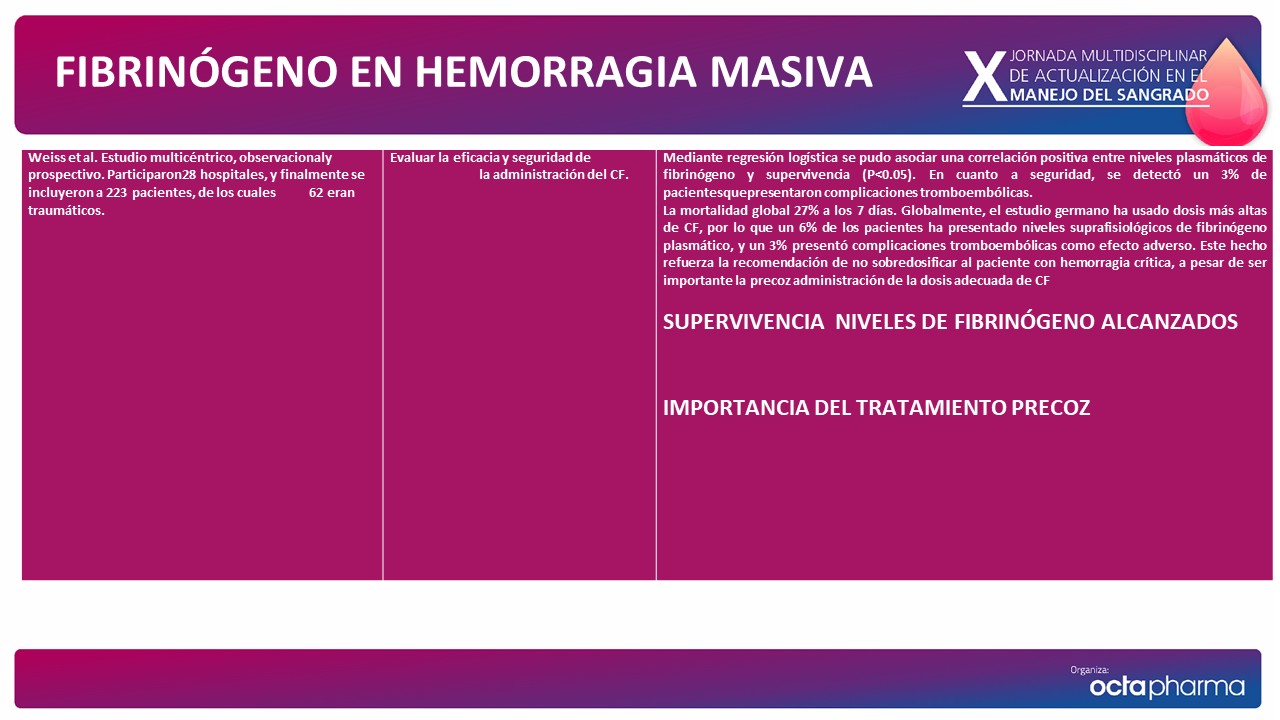 FIBRINÓGENO EN HEMORRAGIA MASIVA
X JORNADA MULTIDISCIPLINAR
DE ACTUALIZACIÓN EN EL
MANEJO DEL SANGRADO
Weiss et al. Estudio multicéntrico, observacionaly
prospectivo. Participaron28 hospitales, y finalmente se
incluyeron a 223 pacientes, de los cuales 62 eran
traumáticos.
Evaluar la eficacia y seguridad de
la administración del CF.
Mediante regresión logística se pudo asociar una correlación positiva entre niveles plasmáticos de
fibrinógeno y supervivencia (P<0.05). En cuanto a seguridad, se detectó un 3% de
pacientesquepresentaron complicaciones tromboembólicas.
La mortalidad global 27% a los 7 días. Globalmente, el estudio germano ha usado dosis más altas
de CF, por lo que un 6% de los pacientes ha presentado niveles suprafisiológicos de fibrinógeno
plasmático, y un 3% presentó complicaciones tromboembólicas como efecto adverso. Este hecho
refuerza la recomendación de no sobredosificar al paciente con hemorragia crítica, a pesar de ser
importante la precoz administración de la dosis adecuada de CF
SUPERVIVENCIA NIVELES DE FIBRINÓGENO ALCANZADOS
IMPORTANCIA DEL TRATAMIENTO PRECOZ
Organiza:
octapharma